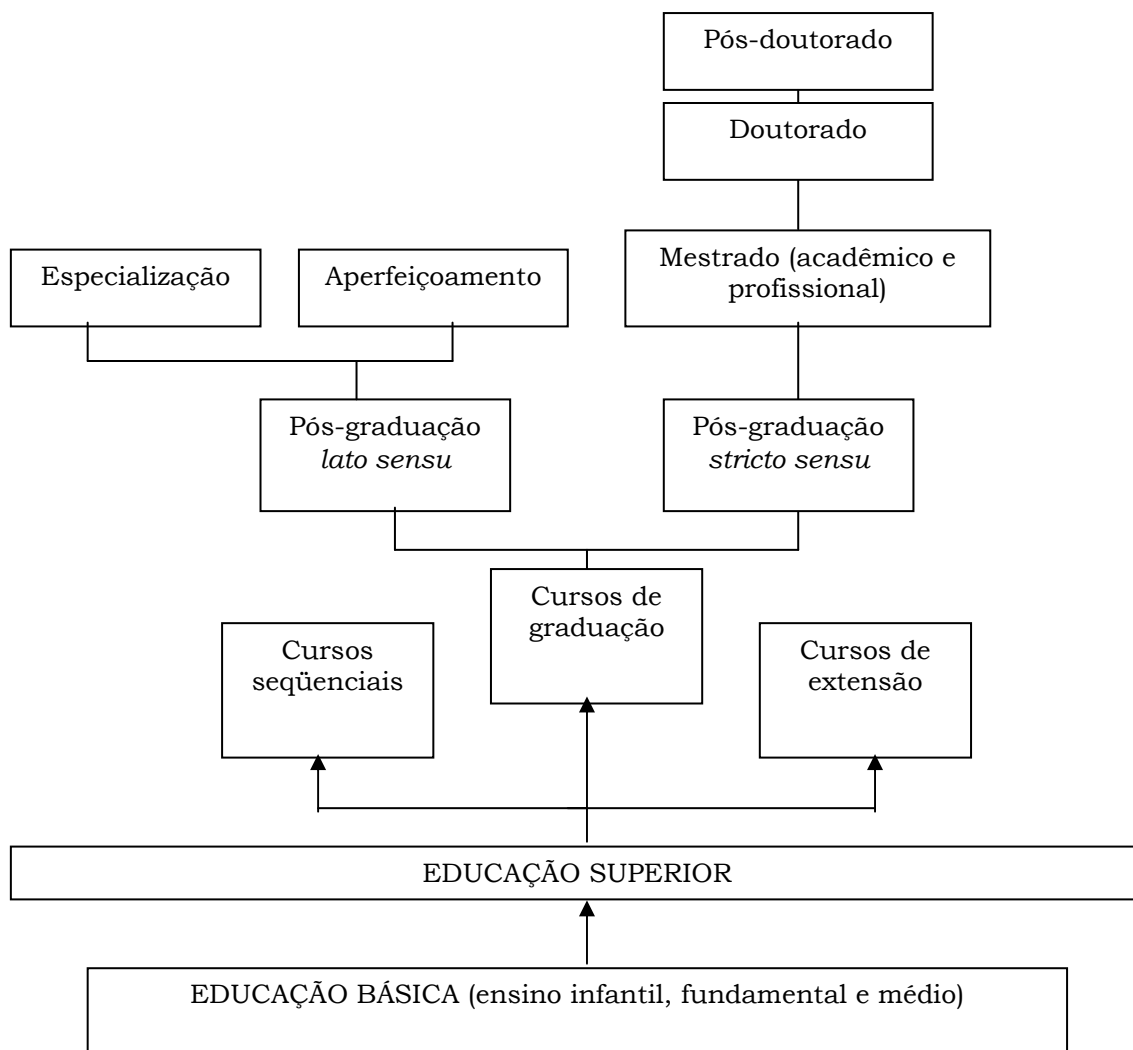 Pós-doutorado
Doutorado
Mestrado (acadêmico e
profissional)
Especialização
Aperfeiçoamento
Pós-graduação
lato sensu
Pós-graduação
stricto sensu
Cursos de
graduação
Cursos
seqüenciais
Cursos de
extensão
EDUCAÇÃO SUPERIOR
EDUCAÇÃO BÁSICA (ensino infantil, fundamental e médio)